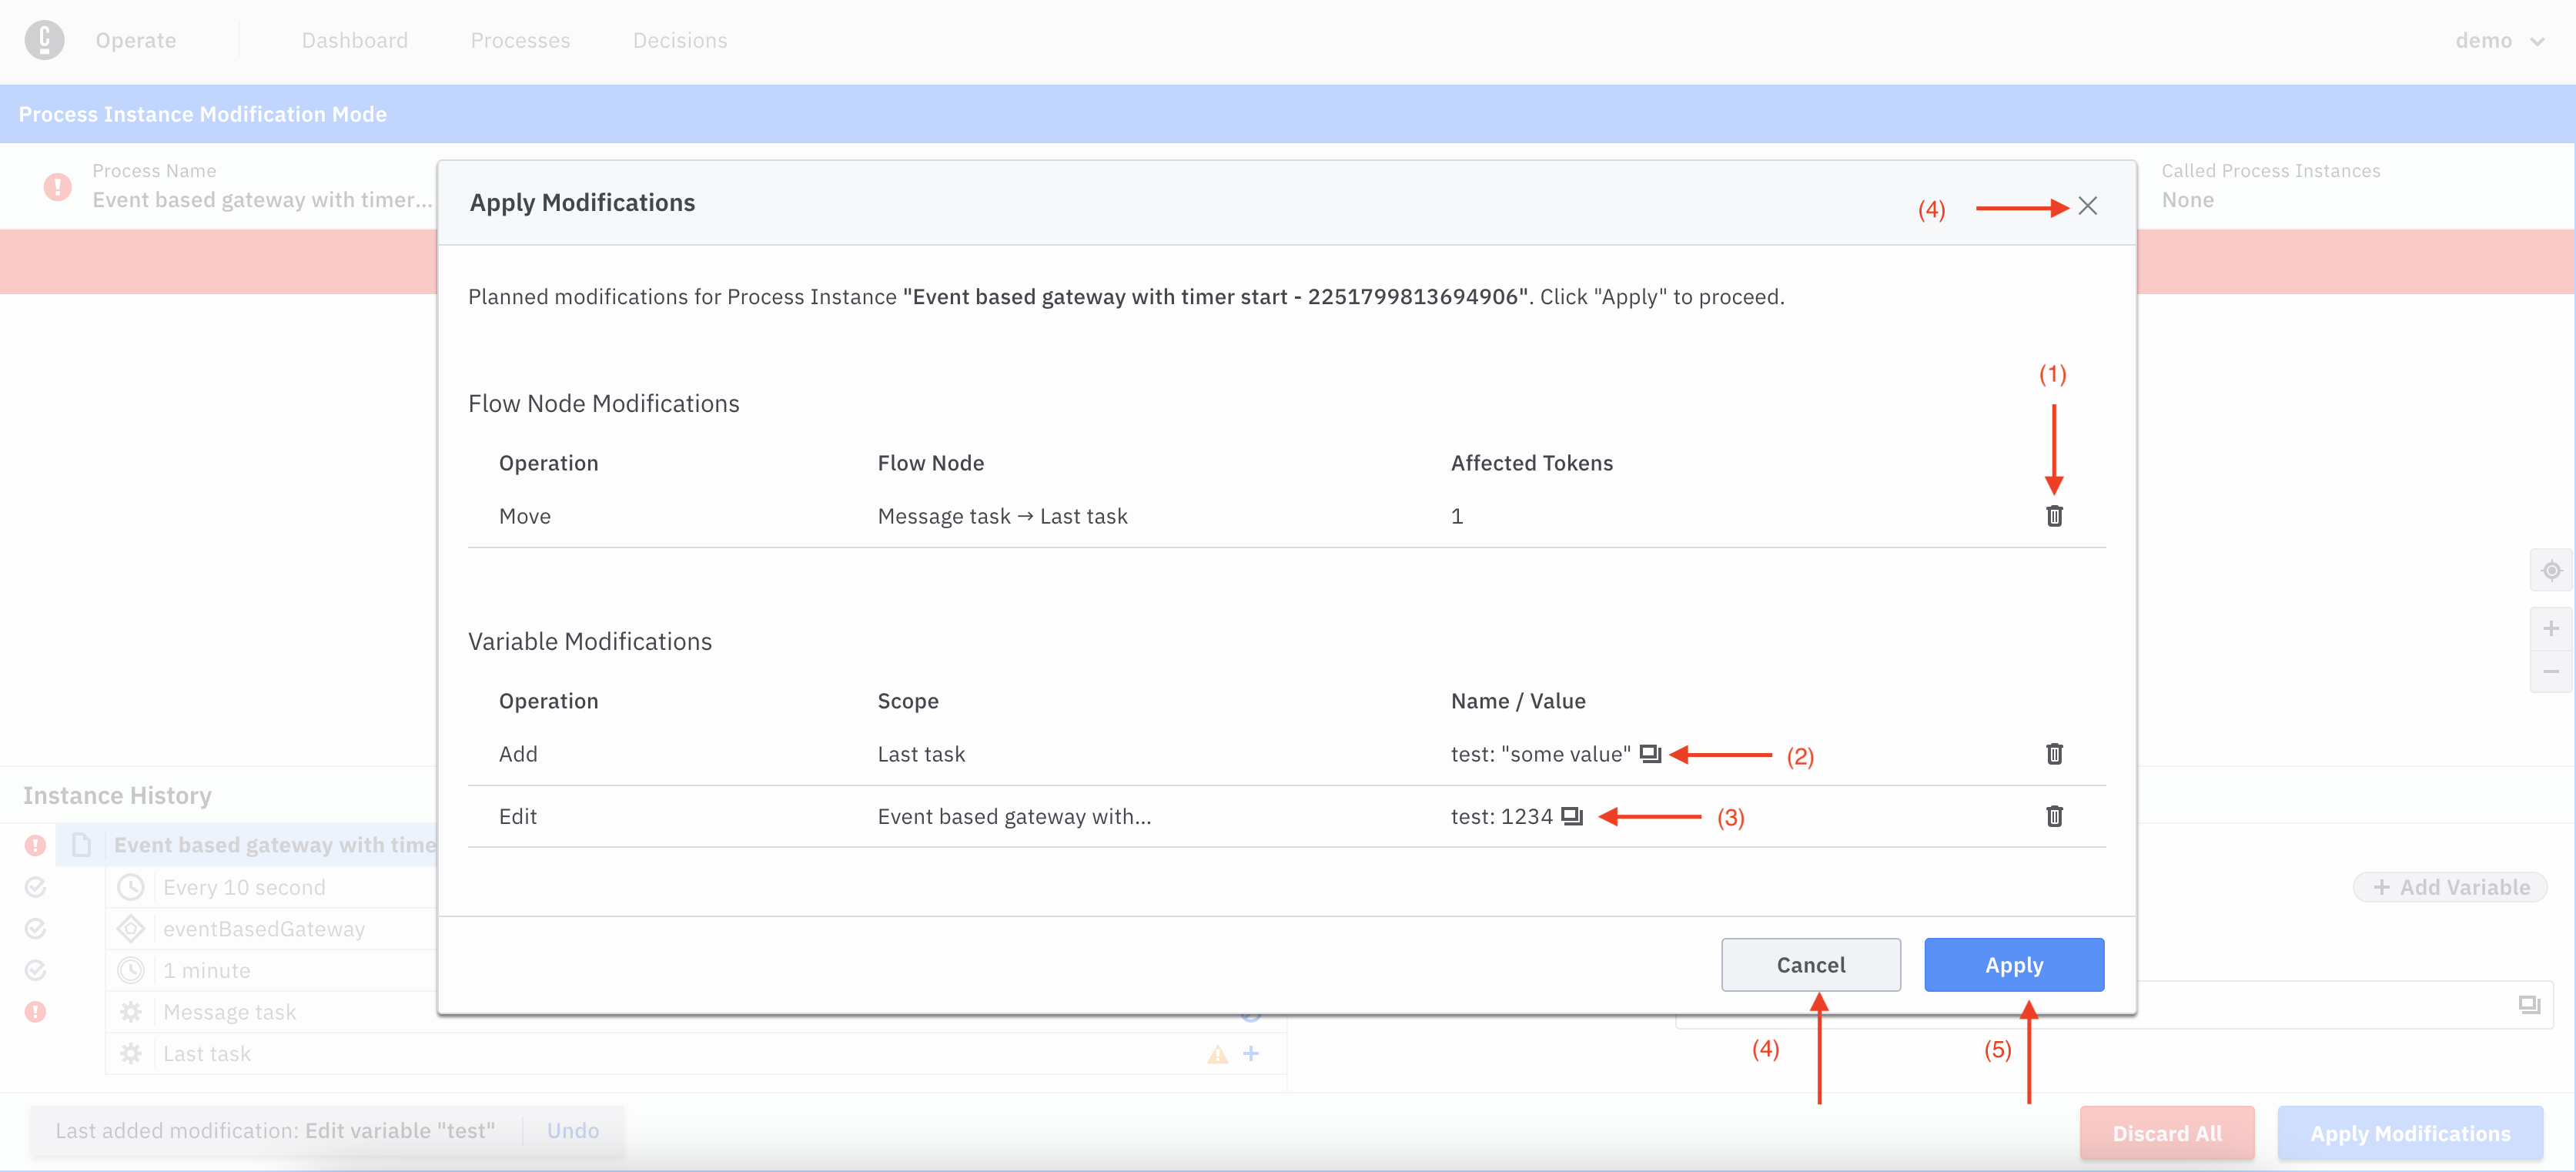 Operate
Dashboard
Processes
Decisions
demo
Process Instance Modification Mode
Process Name
Event based gateway with timer...
Called Process Instances
None
Apply Modifications
(4)
Planned modifications for Process Instance "Event based gateway with timer start - 2251799813694906". Click "Apply" to proceed.
(1)
Flow Node Modifications
Operation Flow Node Affected Tokens
Move Message task → Last task 1
Variable Modifications
Operation Scope Name / Value
Add Last task test: "some value" (2)
Edit Event based gateway with... test: 1234 (3)
Cancel Apply
(4) (5)
Instance History
Event based gateway with time
Every 10 second
eventBasedGateway
1 minute
Message task
Last task
+ Add Variable
Last added modification: Edit variable "test" Undo
Discard All Apply Modifications